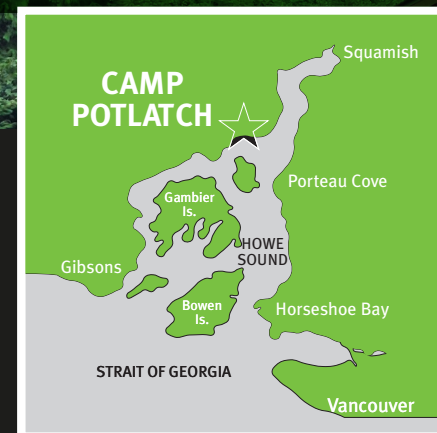 Squamish
CAMP
POTLATCH
Porteau Cove
Gambier
Is.
HOWE
SOUND
Gibsons
Bowen
Is.
Horseshoe Bay
STRAIT OF GEORGIA
Vancouver